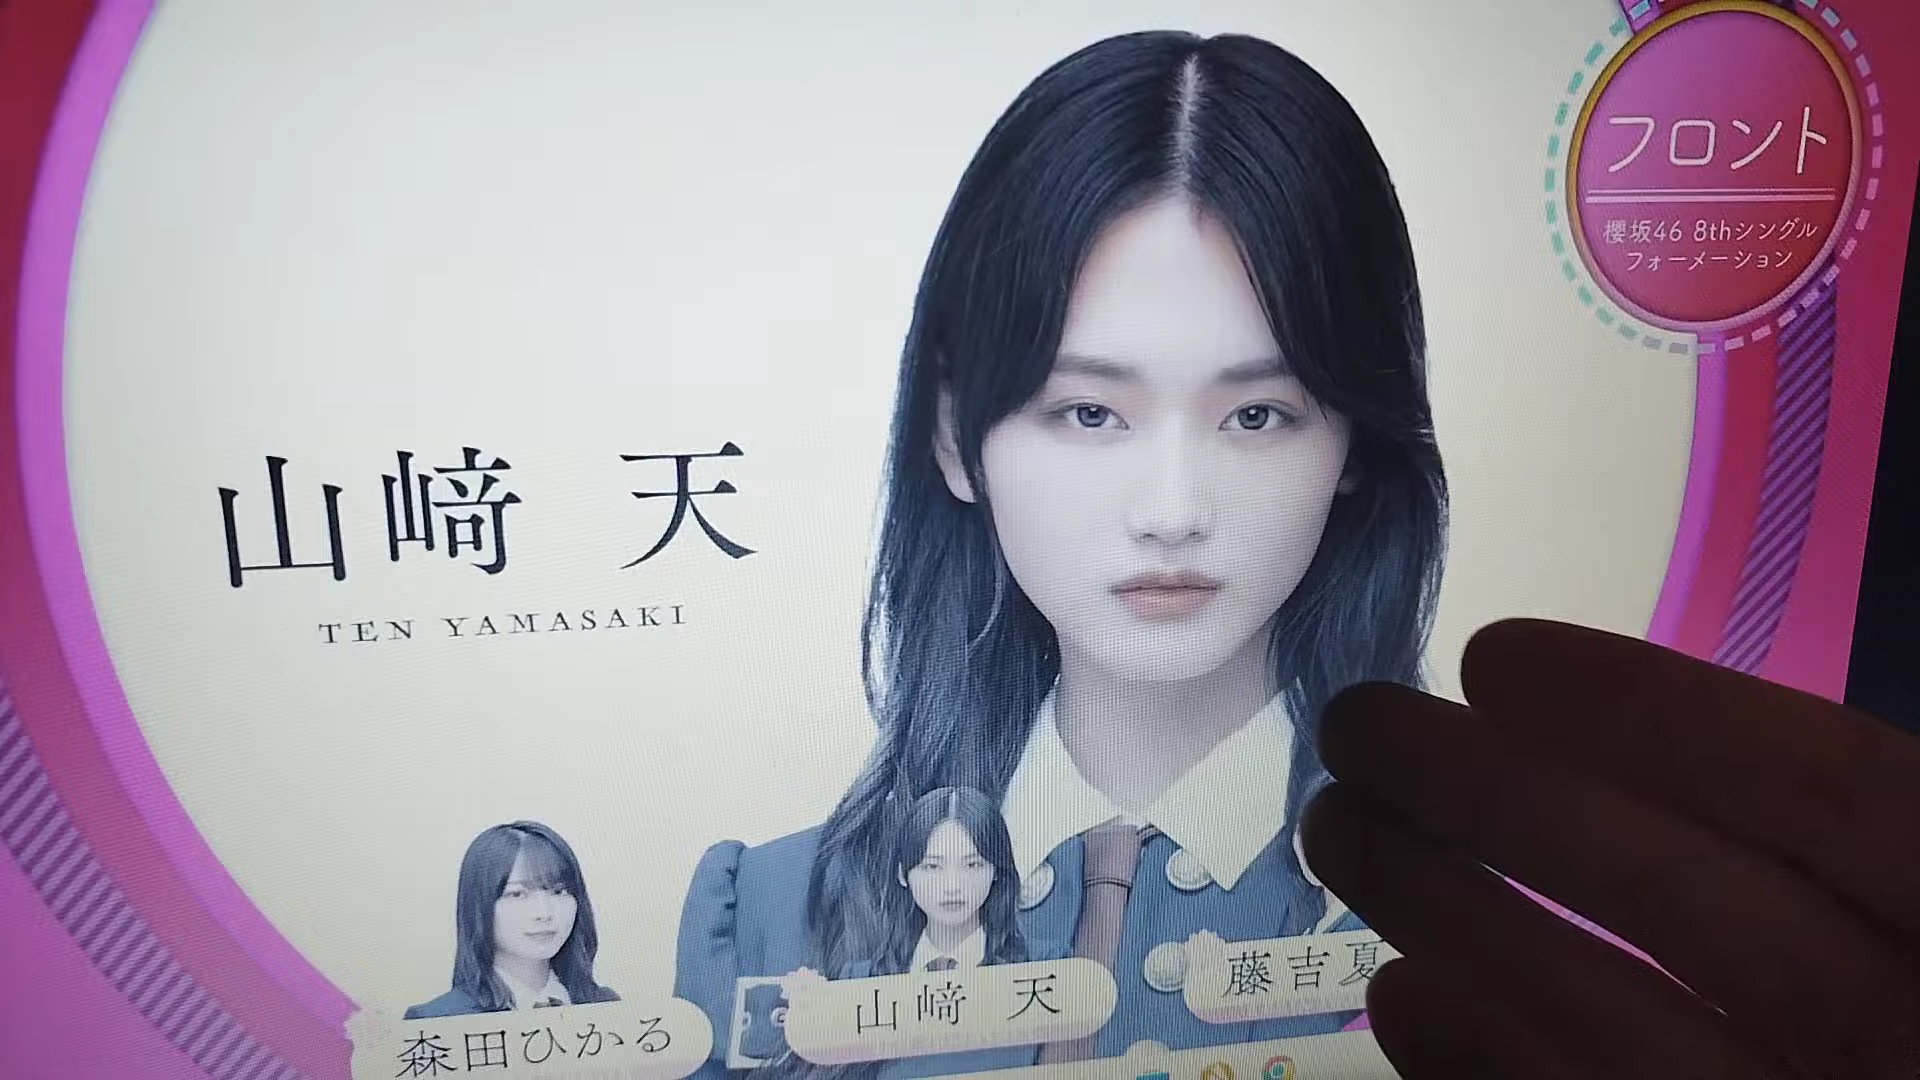 フロント
櫻坂46 8thシングル
フォーメーション
山﨑 天
TEN YAMASAKI
森田ひかる
山﨑 天
藤吉夏